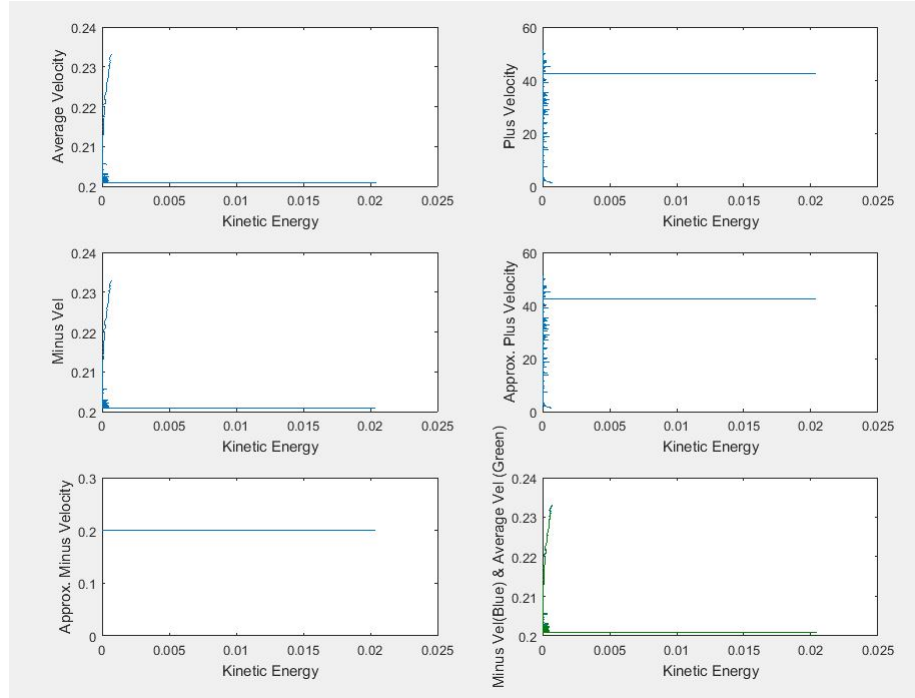 0.24
0.23
0.22
0.21
0.2
Average Velocity
0 0.005 0.01 0.015 0.02 0.025
Kinetic Energy
60
40
20
0
Plus Velocity
0 0.005 0.01 0.015 0.02 0.025
Kinetic Energy
0.24
0.23
0.22
0.21
0.2
Minus Vel
0 0.005 0.01 0.015 0.02 0.025
Kinetic Energy
60
40
20
0
Approx. Plus Velocity
0 0.005 0.01 0.015 0.02 0.025
Kinetic Energy
0.3
0.2
0.1
0
Approx. Minus Velocity
0 0.005 0.01 0.015 0.02 0.025
Kinetic Energy
0.24
0.23
0.22
0.21
0.2
Minus Vel(Blue) & Average Vel (Green)
0 0.005 0.01 0.015 0.02 0.025
Kinetic Energy